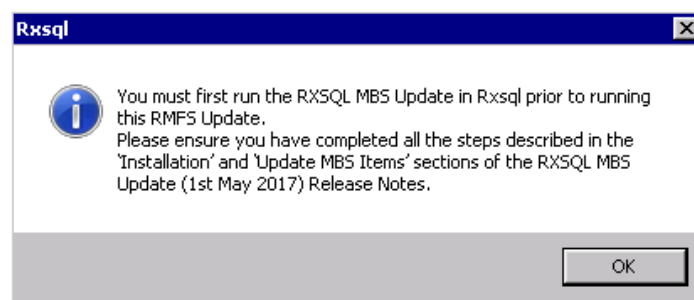 Rxsql
You must first run the RXSQL MBS Update in Rxsql prior to running
this RMFS Update.
Please ensure you have completed all the steps described in the
'Installation' and 'Update MBS Items' sections of the RXSQL MBS
Update (1st May 2017) Release Notes.
OK